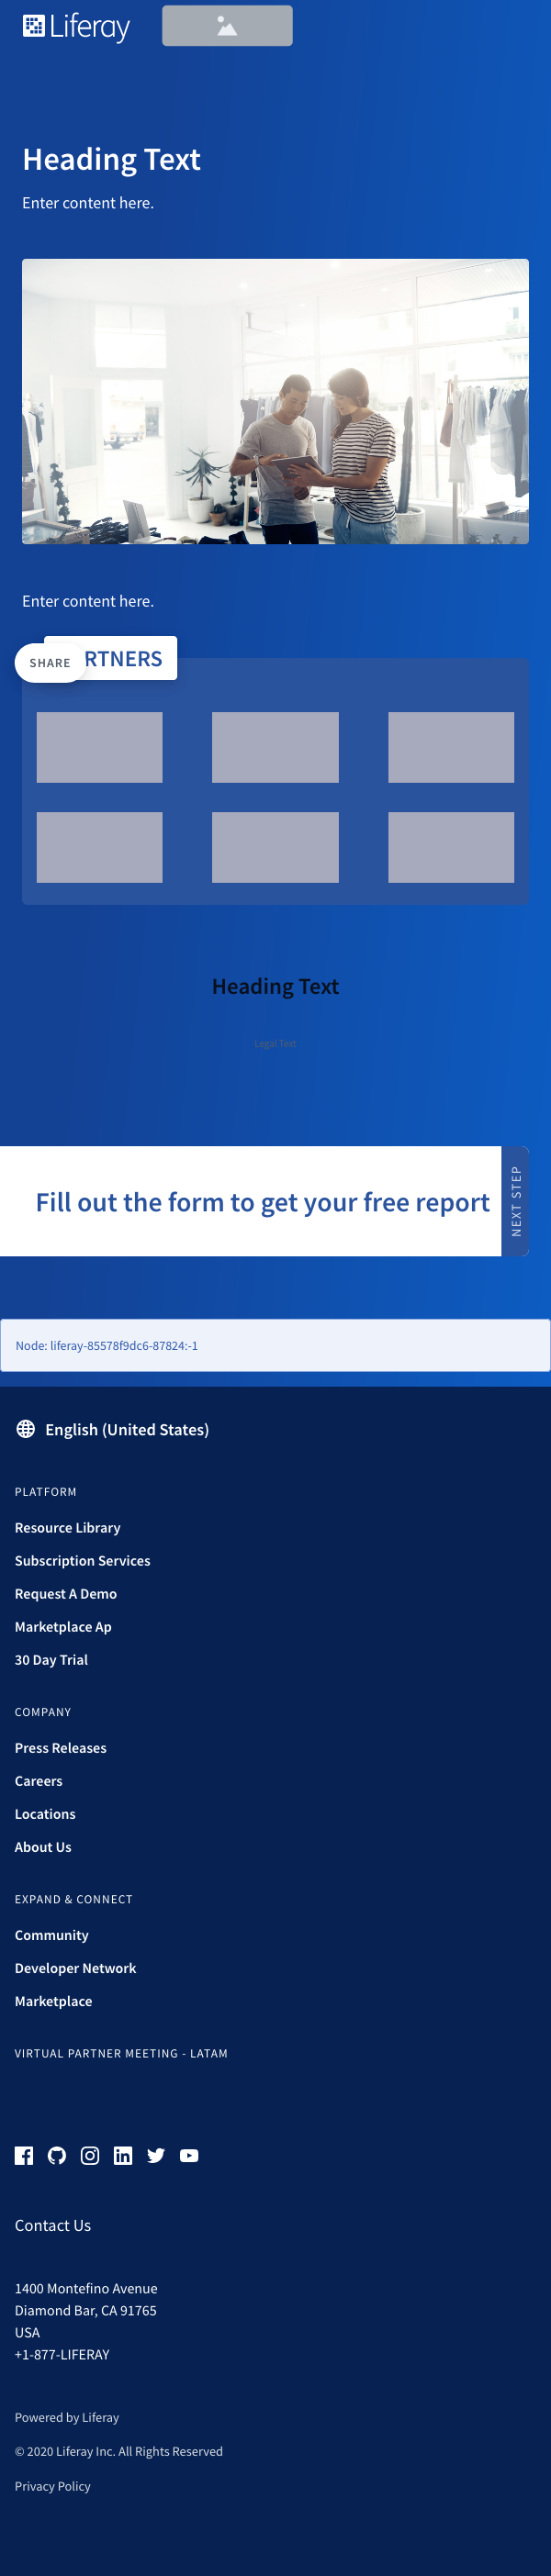 Liferay
Heading Text
Enter content here.
Enter content here.
SHARE
RTNERS
Heading Text
Legal Text
Fill out the form to get your free report
NEXT STEP
Node: liferay-85578f9dc6-87824:-1
English (United States)
PLATFORM
Resource Library
Subscription Services
Request A Demo
Marketplace Ap
30 Day Trial
COMPANY
Press Releases
Careers
Locations
About Us
EXPAND & CONNECT
Community
Developer Network
Marketplace
VIRTUAL PARTNER MEETING - LATAM
Contact Us
1400 Montefino Avenue
Diamond Bar, CA 91765
USA
+1-877-LIFERAY
Powered by Liferay
© 2020 Liferay Inc. All Rights Reserved
Privacy Policy